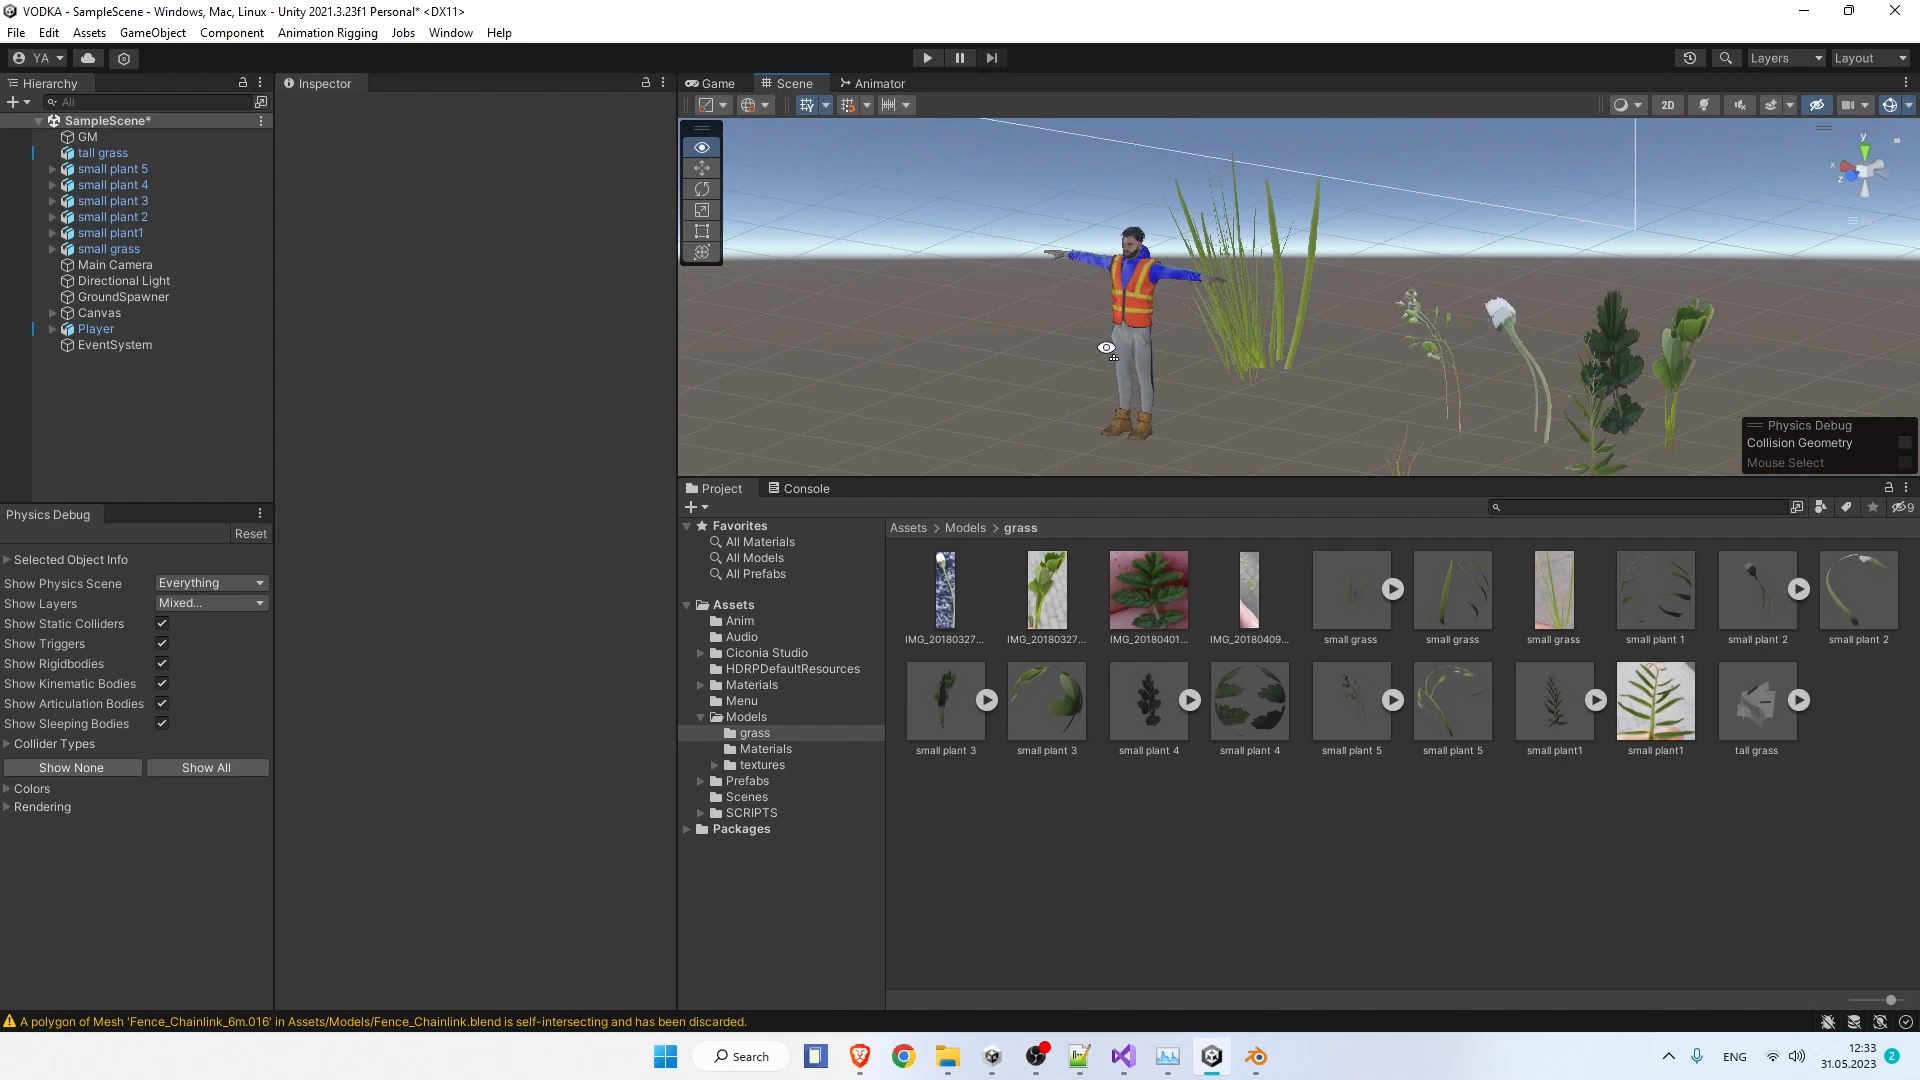 VODKA - SampleScene - Windows, Mac, Linux - Unity 2021.3.23f1 Personal* <DX11>
File Edit Assets GameObject Component Animation Rigging Jobs Window Help
YA Layers Layout
Hierarchy
All
SampleScene*
GM
tall grass
small plant 5
small plant 4
small plant 3
small plant 2
small plant1
small grass
Main Camera
Directional Light
GroundSpawner
Canvas
Player
EventSystem
Physics Debug
Reset
Selected Object Info
Show Physics Scene Everything
Show Layers Mixed...
Show Static Colliders
Show Triggers
Show Rigidbodies
Show Kinematic Bodies
Show Articulation Bodies
Show Sleeping Bodies
Collider Types
Show None Show All
Colors
Rendering
Inspector
Game Scene Animator
2D
y
x
z
Physics Debug
Collision Geometry
Mouse Select
Project Console
9
Favorites
All Materials
All Models
All Prefabs
Assets
Anim
Audio
Ciconia Studio
HDRPDefaultResources
Materials
Menu
Models
grass
Materials
textures
Prefabs
Scenes
SCRIPTS
Packages
Assets > Models > grass
IMG_20180327... IMG_20180327... IMG_20180401... IMG_20180409... small grass small grass small grass small plant 1 small plant 2 small plant 2
small plant 3 small plant 3 small plant 4 small plant 4 small plant 5 small plant 5 small plant1 small plant1 tall grass
A polygon of Mesh 'Fence_Chainlink_6m.016' in Assets/Models/Fence_Chainlink.blend is self-intersecting and has been discarded.
Search
ENG
12:33
31.05.2023
2